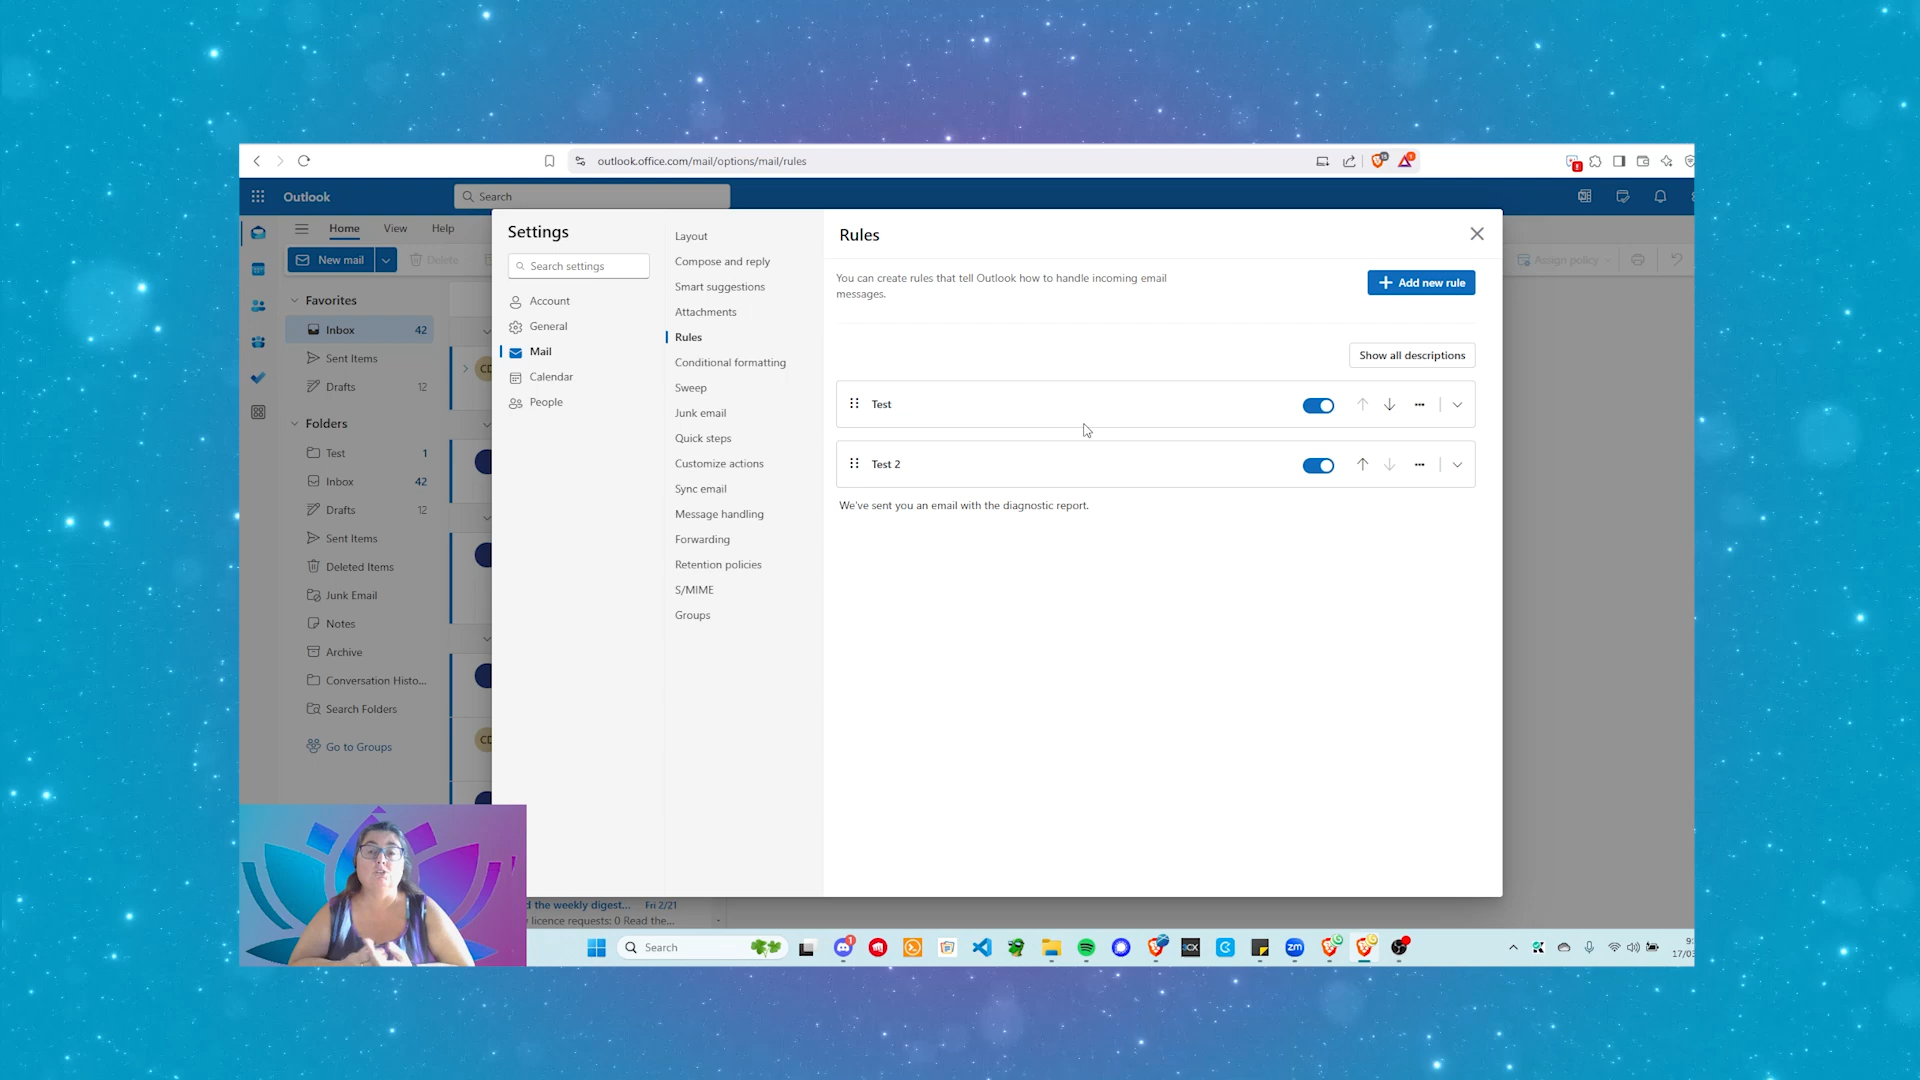 outlook.office.com/mail/options/mail/rules
Outlook
Search
Home
View
Help
New mail
Delete
Assign policy
Favorites
Inbox 42
Sent Items
Drafts 12
Folders
Test 1
Inbox 42
Drafts 12
Sent Items
Deleted Items
Junk Email
Notes
Archive
Conversation Histo...
Search Folders
Go to Groups
Settings
Search settings
Account
General
Mail
Calendar
People
Layout
Compose and reply
Smart suggestions
Attachments
Rules
Conditional formatting
Sweep
Junk email
Quick steps
Customize actions
Sync email
Message handling
Forwarding
Retention policies
S/MIME
Groups
Rules
You can create rules that tell Outlook how to handle incoming email
messages.
Add new rule
Show all descriptions
Test
Test 2
We've sent you an email with the diagnostic report.
d the weekly digest... Fri 2/21
licence requests: 0 Read the...
Search
zm
17/03